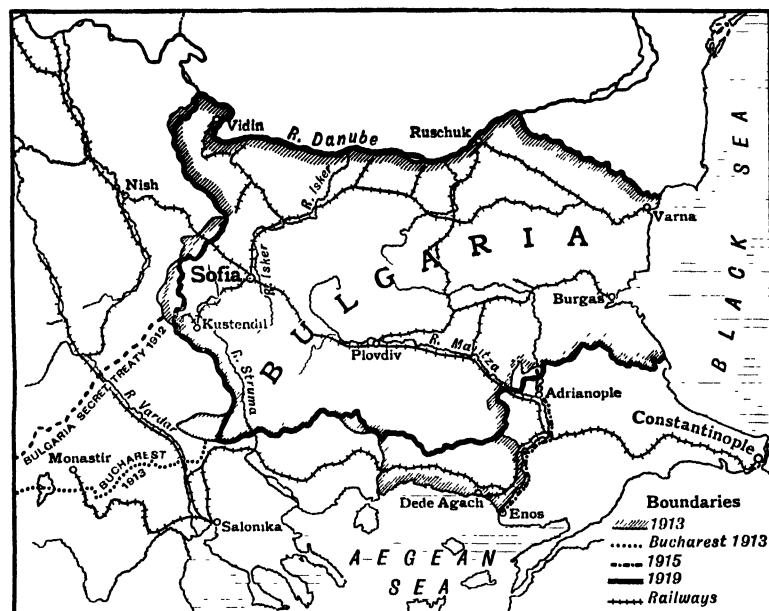 Vidin
R. Danube
Ruschuk
R. Isker
Nish
Varna
BLACK SEA
Sofia
R. Isker
BULGARIA
Burgas
Kustendil
R. Struma
Plovdiv
R. Maritza
Adrianople
BULGARIA SECRET TREATY 1912
R. Vardar
Constantinople
Monastir
BUCHAREST
1913
Dede Agach
Enos
Salonika
AEGEAN
SEA
Boundaries
1913
Bucharest 1913
1915
1919
Railways